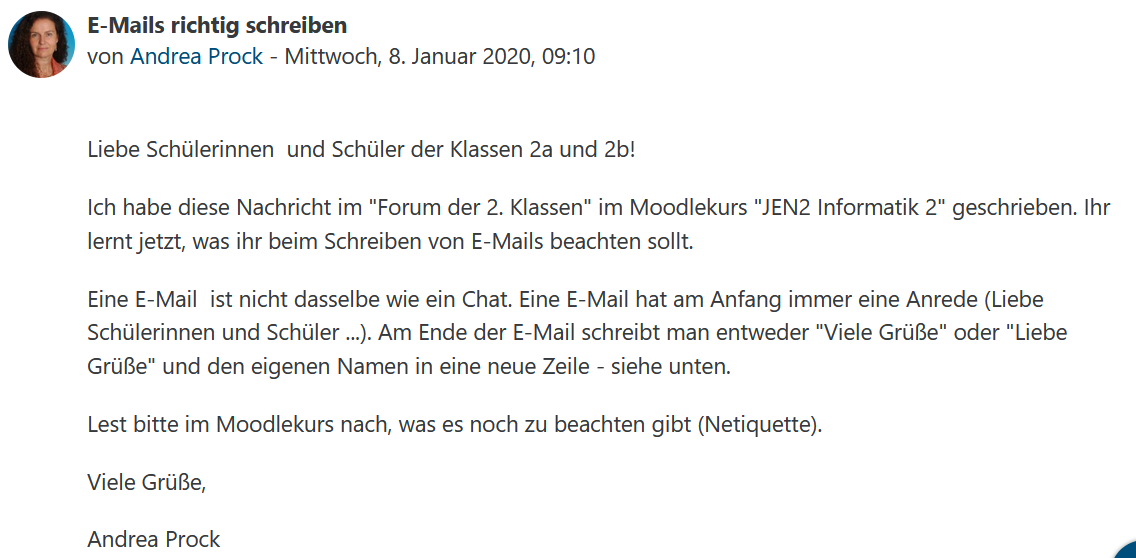 E-Mails richtig schreiben
von Andrea Prock - Mittwoch, 8. Januar 2020, 09:10
Liebe Schülerinnen  und Schüler der Klassen 2a und 2b!
Ich habe diese Nachricht im "Forum der 2. Klassen" im Moodlekurs "JEN2 Informatik 2" geschrieben. Ihr
lernt jetzt, was ihr beim Schreiben von E-Mails beachten sollt.
Eine E-Mail  ist nicht dasselbe wie ein Chat. Eine E-Mail hat am Anfang immer eine Anrede (Liebe
Schülerinnen und Schüler ...). Am Ende der E-Mail schreibt man entweder "Viele Grüße" oder "Liebe
Grüße" und den eigenen Namen in eine neue Zeile - siehe unten.
Lest bitte im Moodlekurs nach, was es noch zu beachten gibt (Netiquette).
Viele Grüße,
Andrea Prock